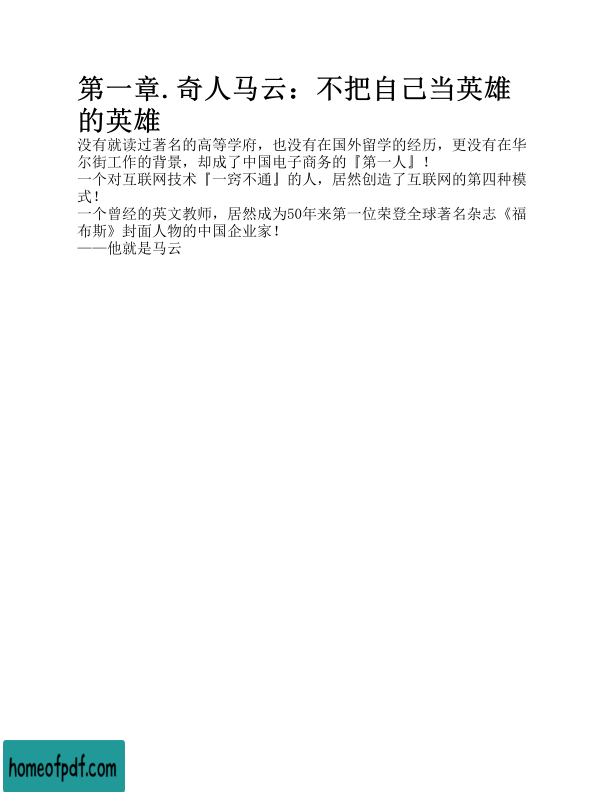 第一章.奇人马云：不把自己当英雄
的英雄
没有就读过著名的高等学府，也没有在国外留学的经历，更没有在华
尔街工作的背景，却成了中国电子商务的『第一人』！
一个对互联网技术『一窍不通』的人，居然创造了互联网的第四种模
式！
一个曾经的英文教师，居然成为50年来第一位荣登全球著名杂志《福
布斯》封面人物的中国企业家！
——他就是马云
homeofpdf.com